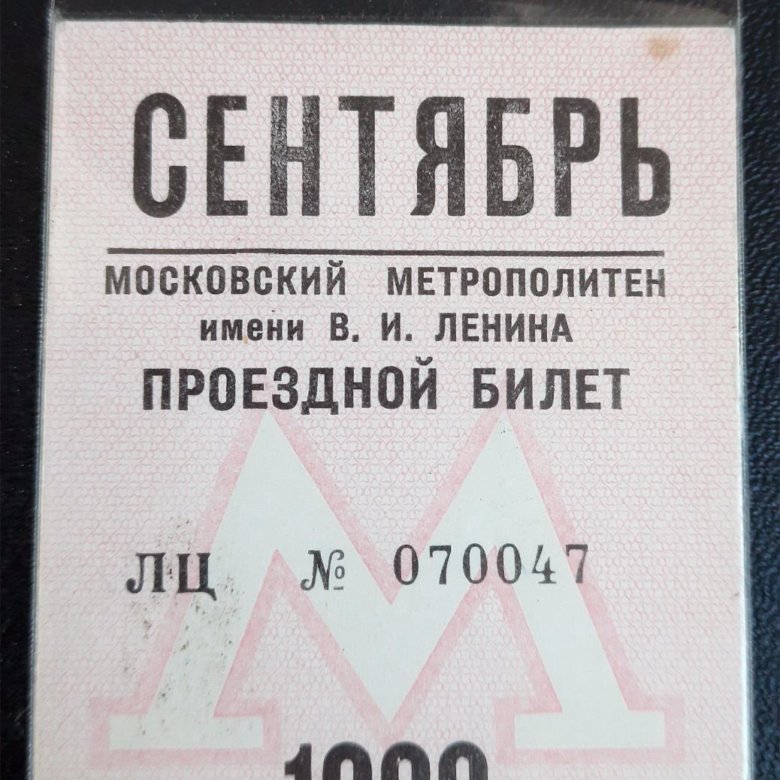 СЕНТЯБРЬ
МОСКОВСКИЙ МЕТРОПОЛИТЕН
имени В. И. ЛЕНИНА
ПРОЕЗДНОЙ БИЛЕТ
ЛЦ № 070047